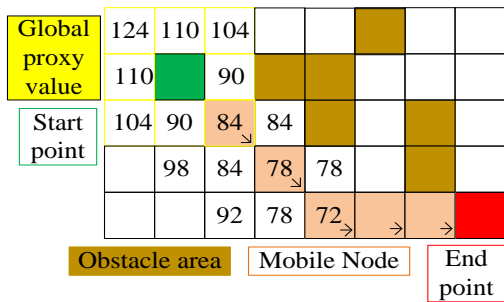 Global
proxy
value
124 110 104
110 90
Start
point
104 90 84 84
98 84 78 78
92 78 72
Obstacle area
Mobile Node
End
point